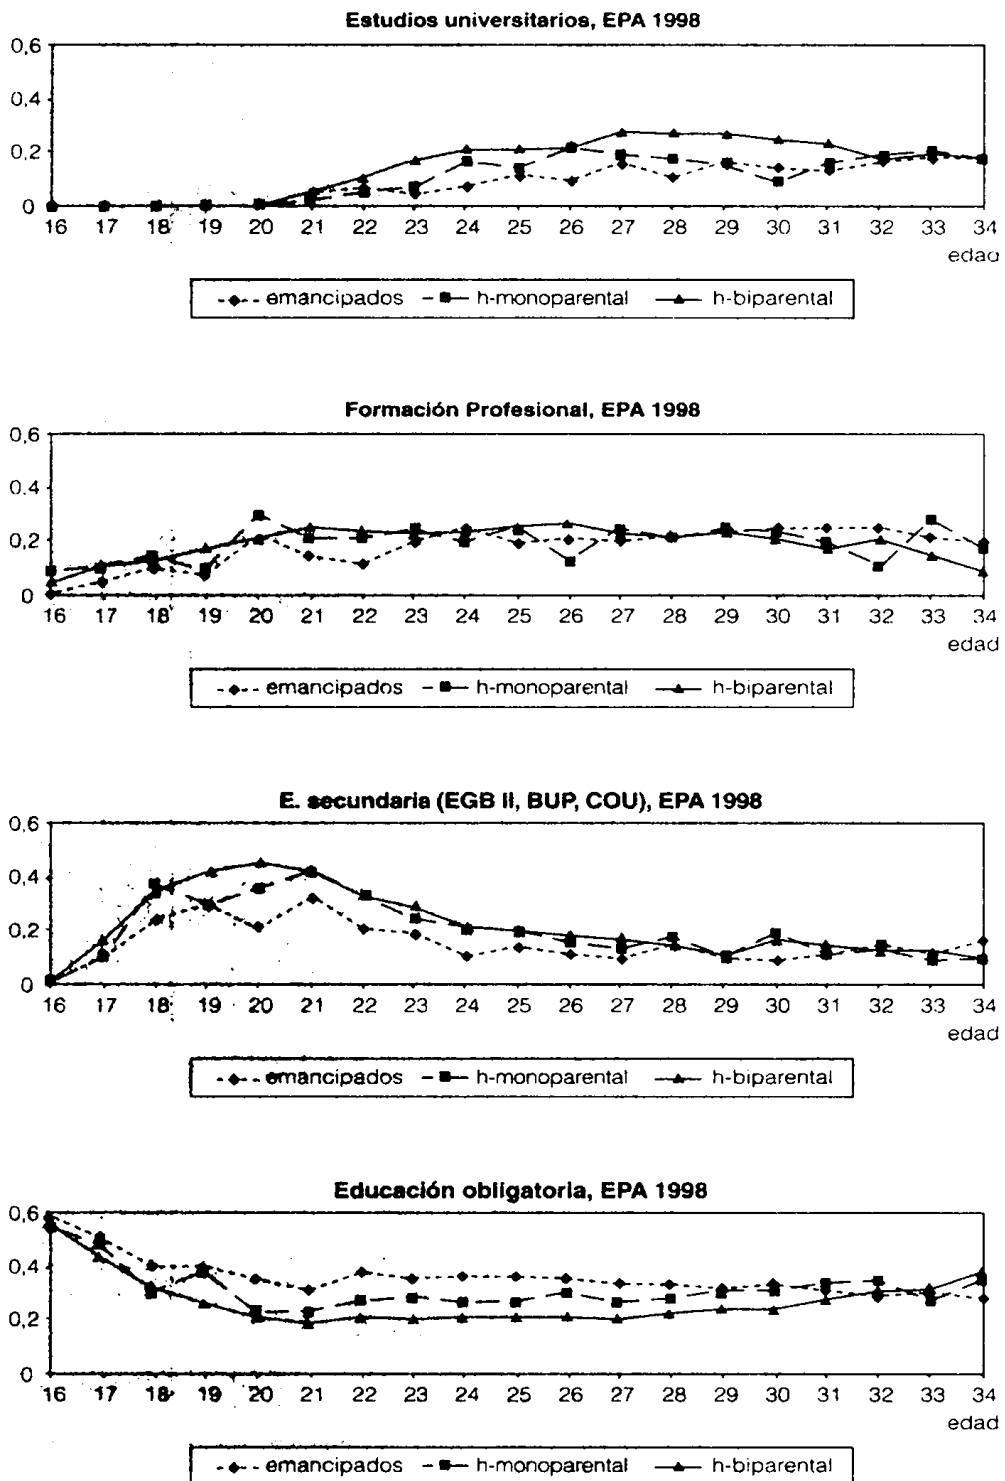 Estudios universitarios, EPA 1998
0,6
0,4
0,2
0
16 17 18 19 20 21 22 23 24 25 26 27 28 29 30 31 32 33 34
edad
emancipados h-monoparental h-biparental
Formación Profesional, EPA 1998
0,6
0,4
0,2
0
16 17 18 19 20 21 22 23 24 25 26 27 28 29 30 31 32 33 34
edad
emancipados h-monoparental h-biparental
E. secundaria (EGB II, BUP, COU), EPA 1998
0,6
0,4
0,2
0
16 17 18 19 20 21 22 23 24 25 26 27 28 29 30 31 32 33 34
edad
emancipados h-monoparental h-biparental
Educación obligatoria, EPA 1998
0,6
0,4
0,2
0
16 17 18 19 20 21 22 23 24 25 26 27 28 29 30 31 32 33 34
edad
emancipados h-monoparental h-biparental